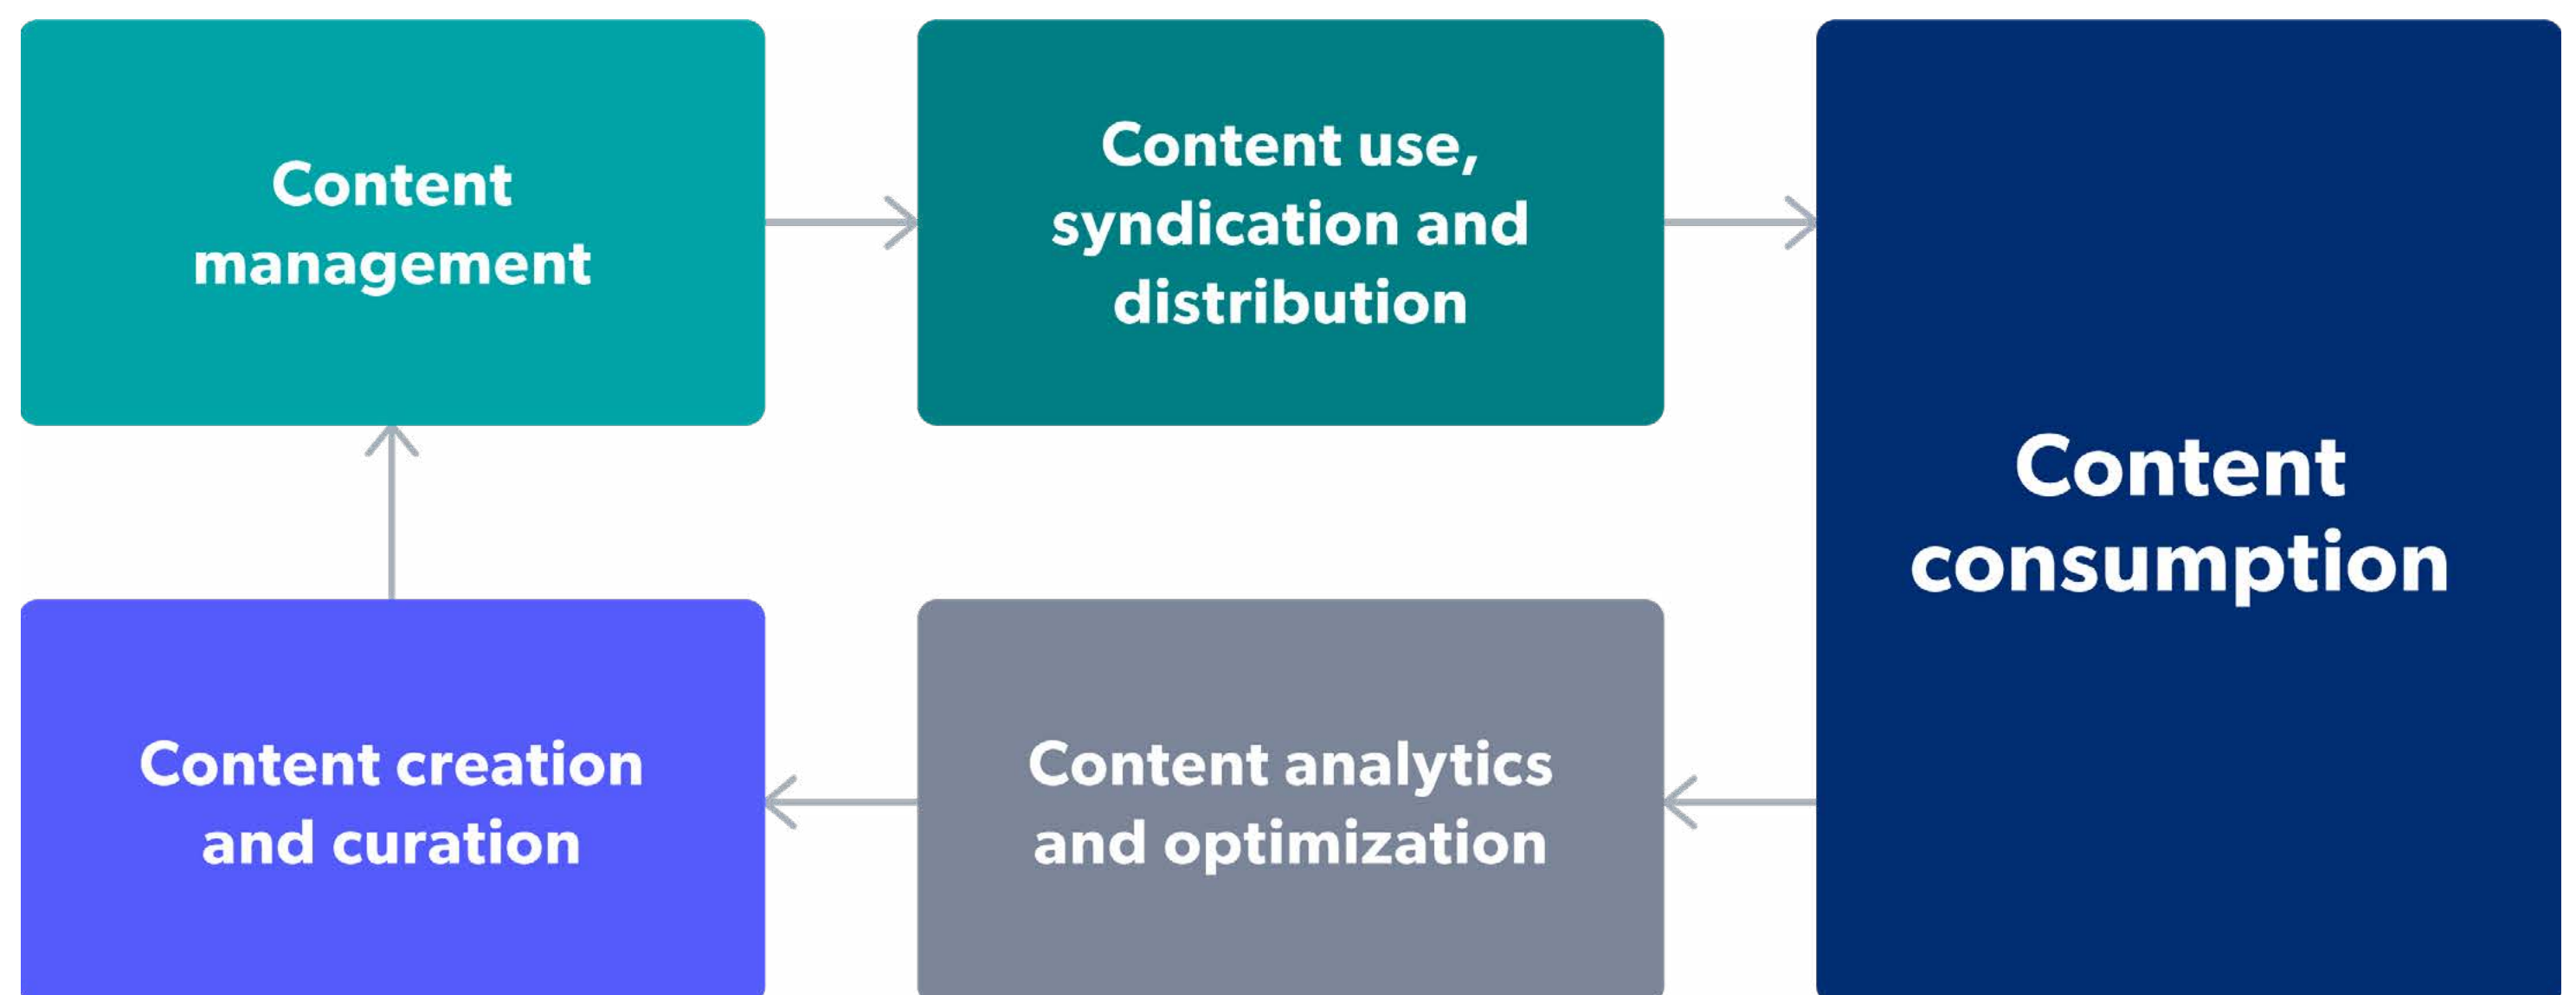 Content
management
Content use,
syndication and
distribution
Content
consumption
Content creation
and curation
Content analytics
and optimization